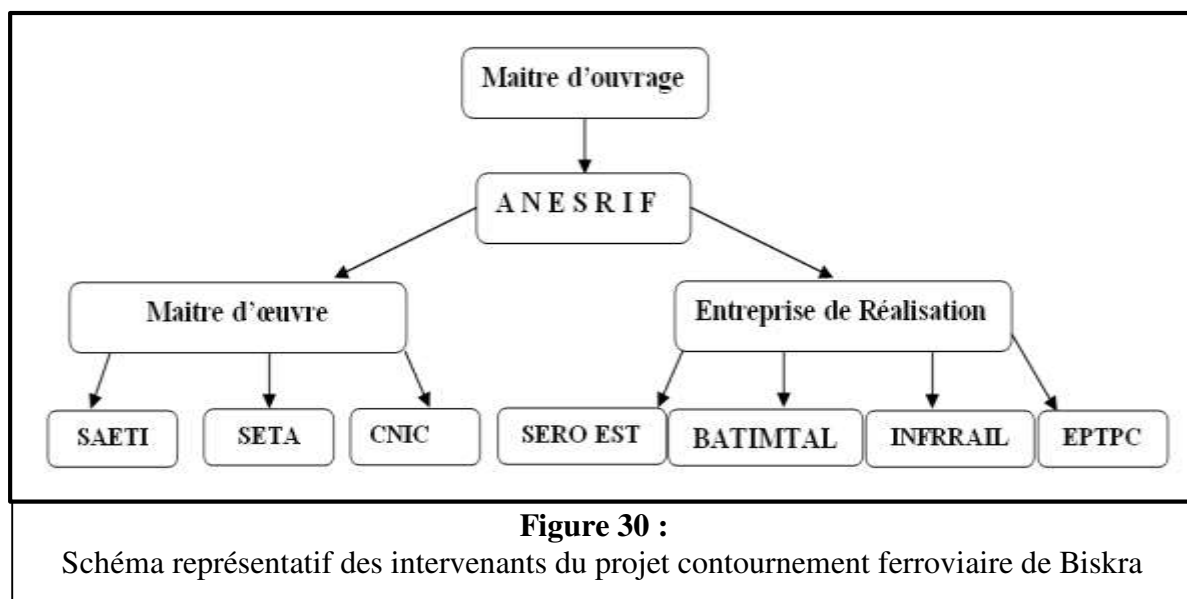 Maitre d'ouvrage
A N E S R I F
Maitre d'œuvre
Entreprise de Réalisation
SAETI
SETA
CNIC
SERO EST
BATIMTAL
INFRRAIL
EPTPC
Figure 30 :
Schéma représentatif des intervenants du projet contournement ferroviaire de Biskra